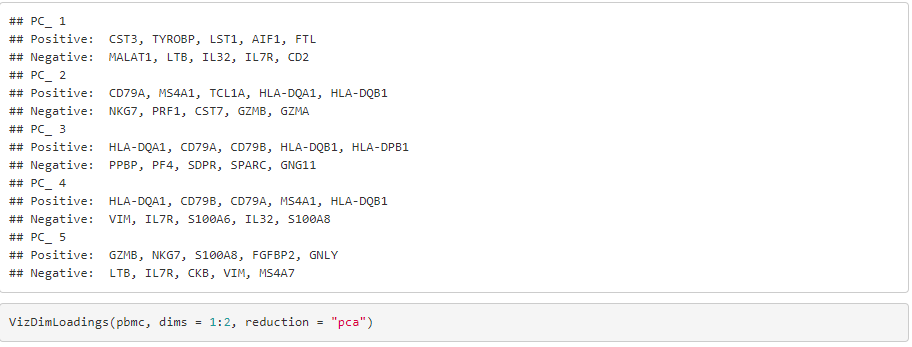 ## PC_ 1
## Positive:  CST3, TYROBP, LST1, AIF1, FTL
## Negative:  MALAT1, LTB, IL32, IL7R, CD2
## PC_ 2
## Positive:  CD79A, MS4A1, TCL1A, HLA-DQA1, HLA-DQB1
## Negative:  NKG7, PRF1, CST7, GZMB, GZMA
## PC_ 3
## Positive:  HLA-DQA1, CD79A, CD79B, HLA-DQB1, HLA-DPB1
## Negative:  PPBP, PF4, SDPR, SPARC, GNG11
## PC_ 4
## Positive:  HLA-DQA1, CD79B, CD79A, MS4A1, HLA-DQB1
## Negative:  VIM, IL7R, S100A6, IL32, S100A8
## PC_ 5
## Positive:  GZMB, NKG7, S100A8, FGFBP2, GNLY
## Negative:  LTB, IL7R, CKB, VIM, MS4A7
VizDimLoadings(pbmc, dims = 1:2, reduction = "pca")